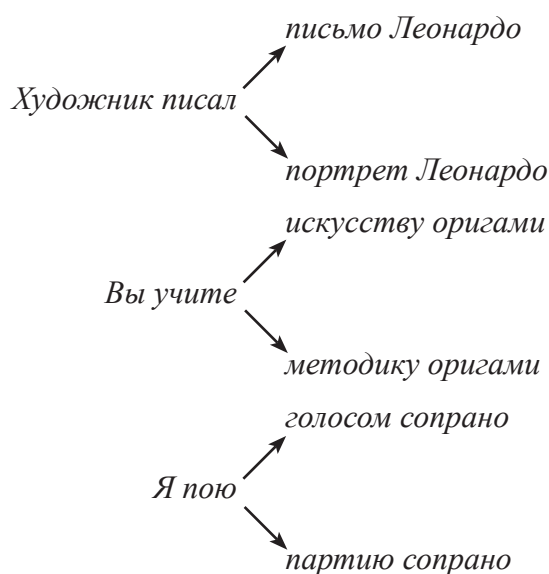 письмо Леонардо
Художник писал
портрет Леонардо
искусству оригами
Вы учите
методику оригами
голосом сопрано
Я пою
партию сопрано